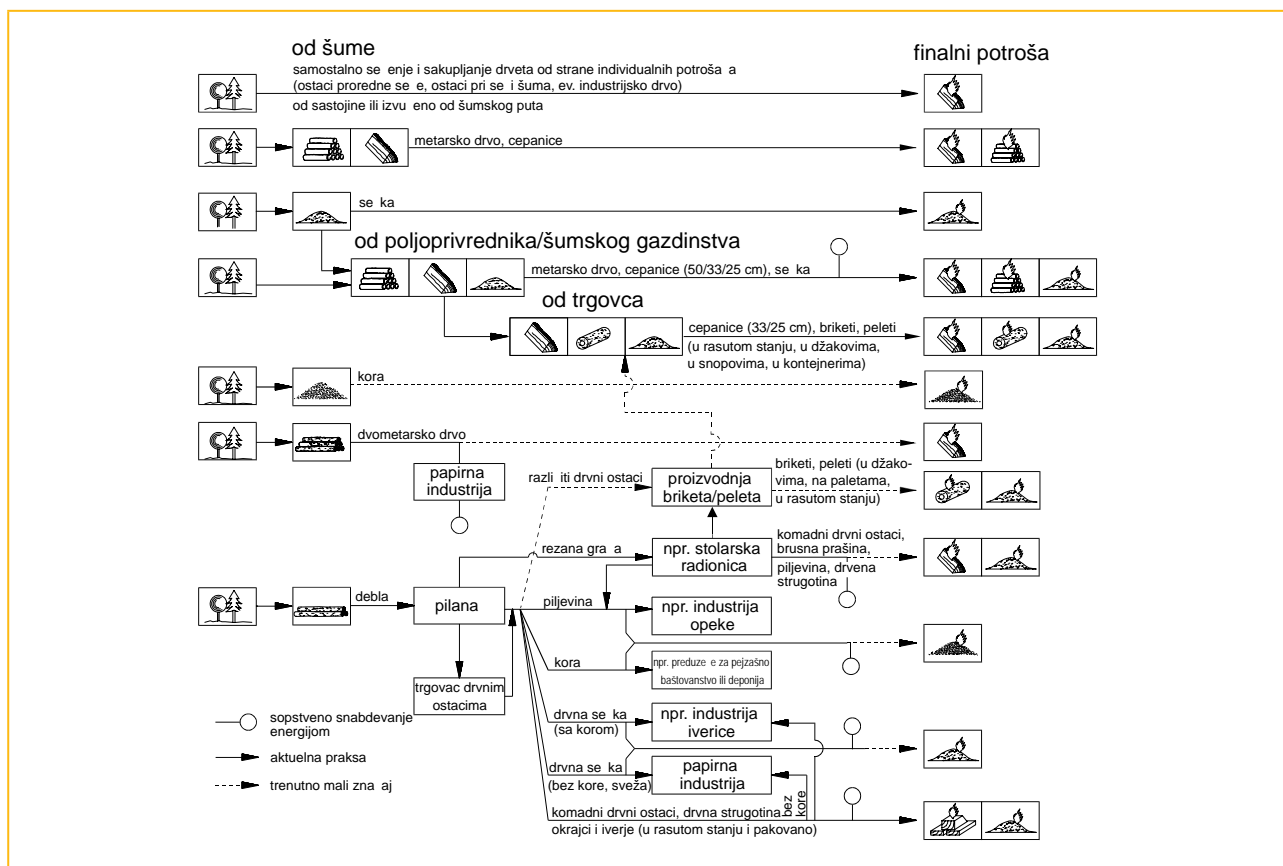 od šume
finalni potroša
samostalno se enje i sakupljanje drveta od strane individualnih potroša a
(ostaci proredne se e, ostaci pri se i šuma, ev. industrijsko drvo)
od sastojine ili izvu eno od šumskog puta
metarsko drvo, cepanice
se ka
od poljoprivrednika/šumskog gazdinstva
metarsko drvo, cepanice (50/33/25 cm), se ka
od trgovca
cepanice (33/25 cm), briketi, peleti
(u rasutom stanju, u džakovima,
u snopovima, u kontejnerima)
kora
dvometarsko drvo
papirna
industrija
razli iti drvni ostaci
proizvodnja
briketa/peleta
briketi, peleti (u džako-
vima, na paletama,
u rasutom stanju)
rezana gra a
npr. stolarska
radionica
komadni drvni ostaci,
brusna prašina,
piljevina, drvena
strugotina
debla
pilana
piljevina
npr. industrija
opeke
kora
npr. preduze e za pejzašno
baštovanstvo ili deponija
trgovac drvnim
ostacima
drvna se ka
(sa korom)
npr. industrija
iverice
drvna se ka
(bez kore, sveža)
papirna
industrija
bez
kore
komadni drvni ostaci, drvna strugotina
okrajci i iverje (u rasutom stanju i pakovano)
sopstveno snabdevanje
energijom
aktuelna praksa
trenutno mali zna aj